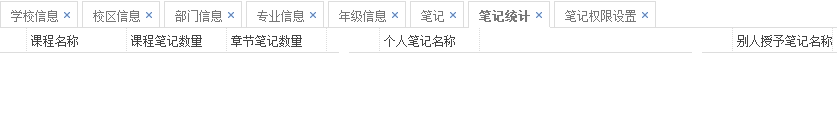 学校信息 × 校区信息 × 部门信息 × 专业信息 × 年级信息 × 笔记 × 笔记统计 × 笔记权限设置 ×
课程名称 课程笔记数量 章节笔记数量 个人笔记名称 别人授予笔记名称